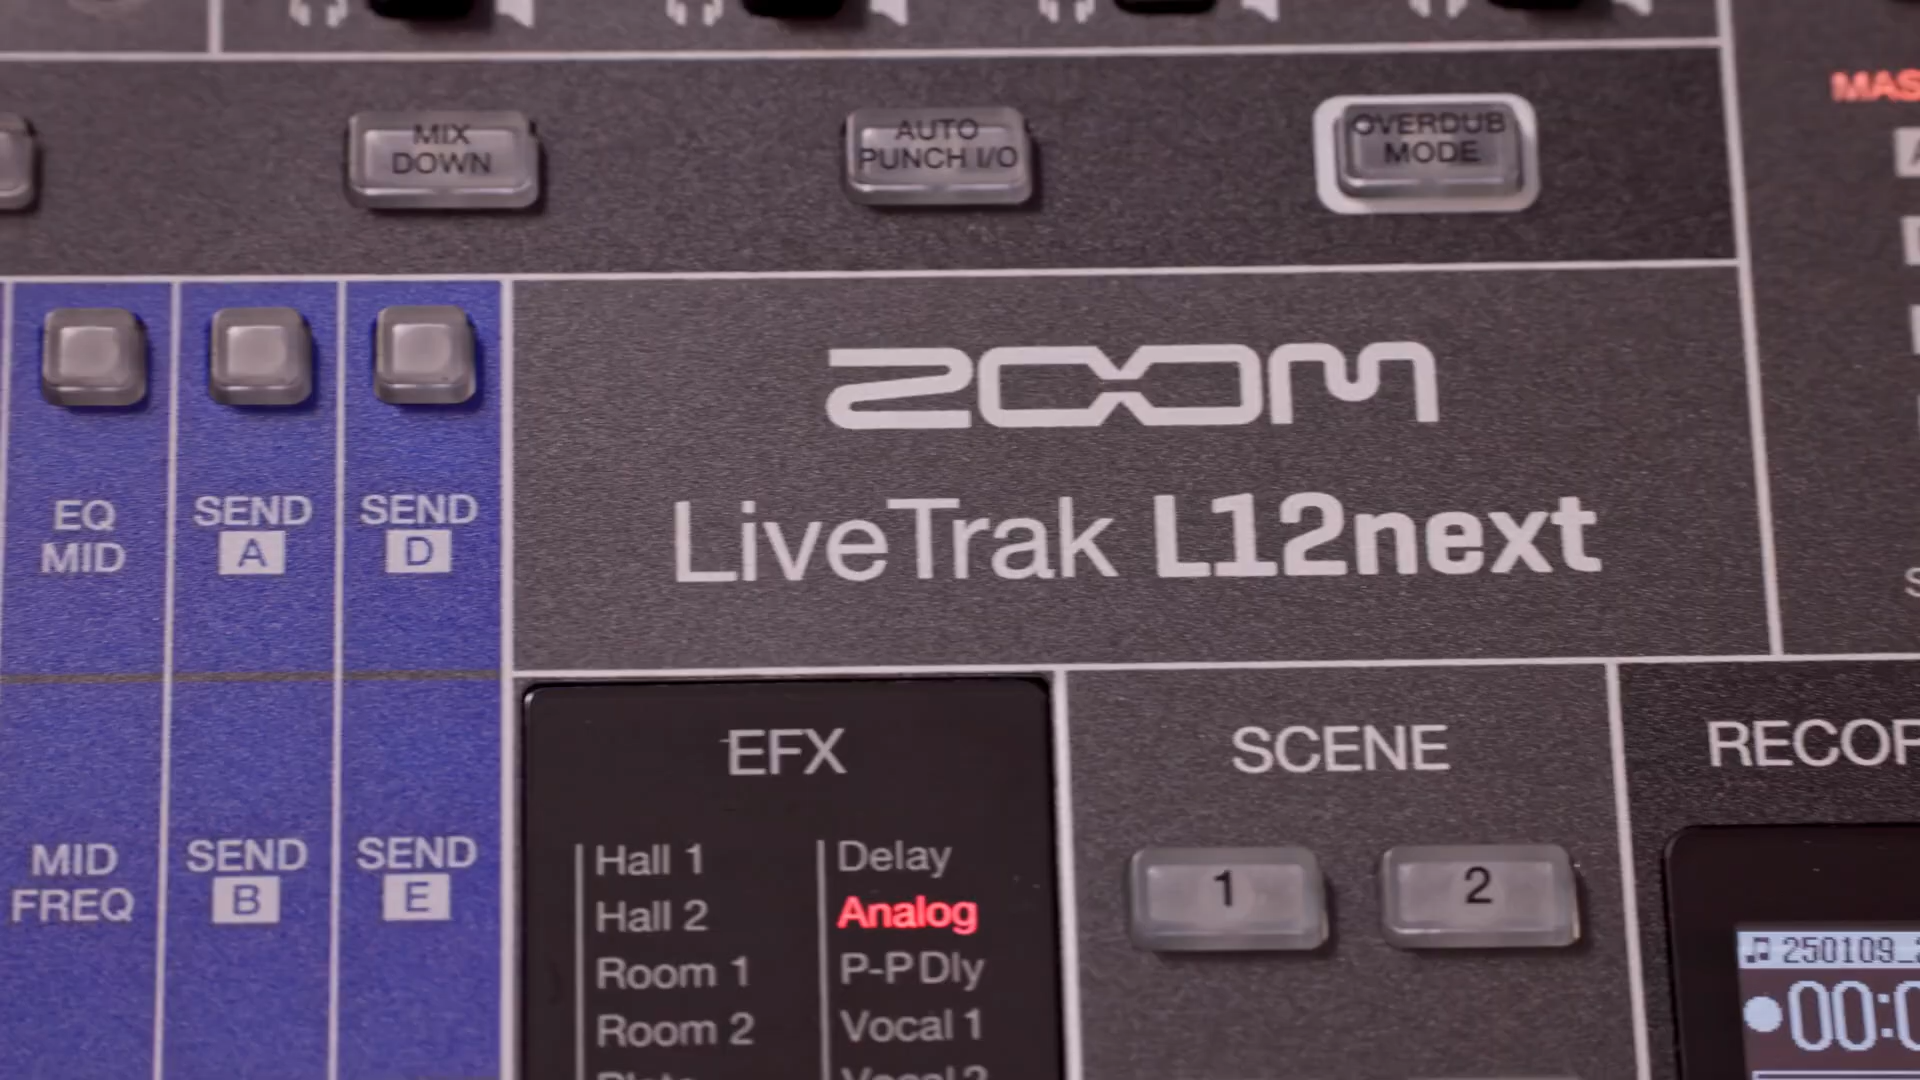 MIX
DOWN
AUTO
PUNCH I/O
OVERDUB
MODE
ZOOM
LiveTrak L12next
EQ
MID
SEND
A
SEND
D
MID
FREQ
SEND
B
SEND
E
EFX
Hall 1
Hall 2
Room 1
Room 2
Delay
Analog
P-P Dly
Vocal 1
SCENE
1
2
250109_
00: